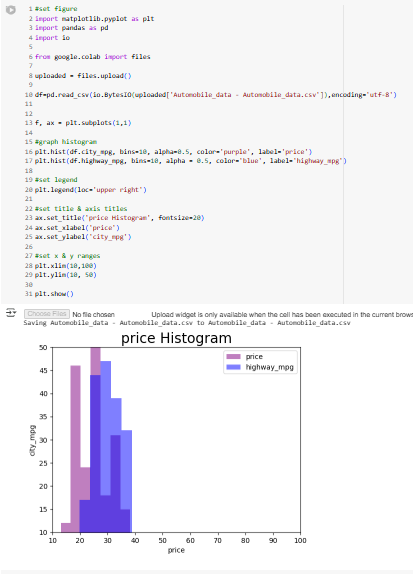 1 #set figure
2 import matplotlib.pyplot as plt
3 import pandas as pd
4 import io
5
6 from google.colab import files
7
8 uploaded = files.upload()
9
10 df=pd.read_csv(io.BytesIO(uploaded['Automobile_data - Automobile_data.csv']),encoding='utf-8')
11
12
13 f, ax = plt.subplots(1,1)
14
15 #graph histogram
16 plt.hist(df.city_mpg, bins=10, alpha=0.5, color='purple', label='price')
17 plt.hist(df.highway_mpg, bins=10, alpha = 0.5, color='blue', label='highway_mpg')
18
19 #set legend
20 plt.legend(loc='upper right')
21
22 #set title & axis titles
23 ax.set_title('price Histogram', fontsize=20)
24 ax.set_xlabel('price')
25 ax.set_ylabel('city_mpg')
26
27 #set x & y ranges
28 plt.xlim(10,100)
29 plt.ylim(10, 50)
30
31 plt.show()
Choose Files No file chosen Upload widget is only available when the cell has been executed in the current brows
Saving Automobile_data - Automobile_data.csv to Automobile_data - Automobile_data.csv
price Histogram
price
highway_mpg
50
45
40
35
30
25
20
15
10
city_mpg
10 20 30 40 50 60 70 80 90 100
price